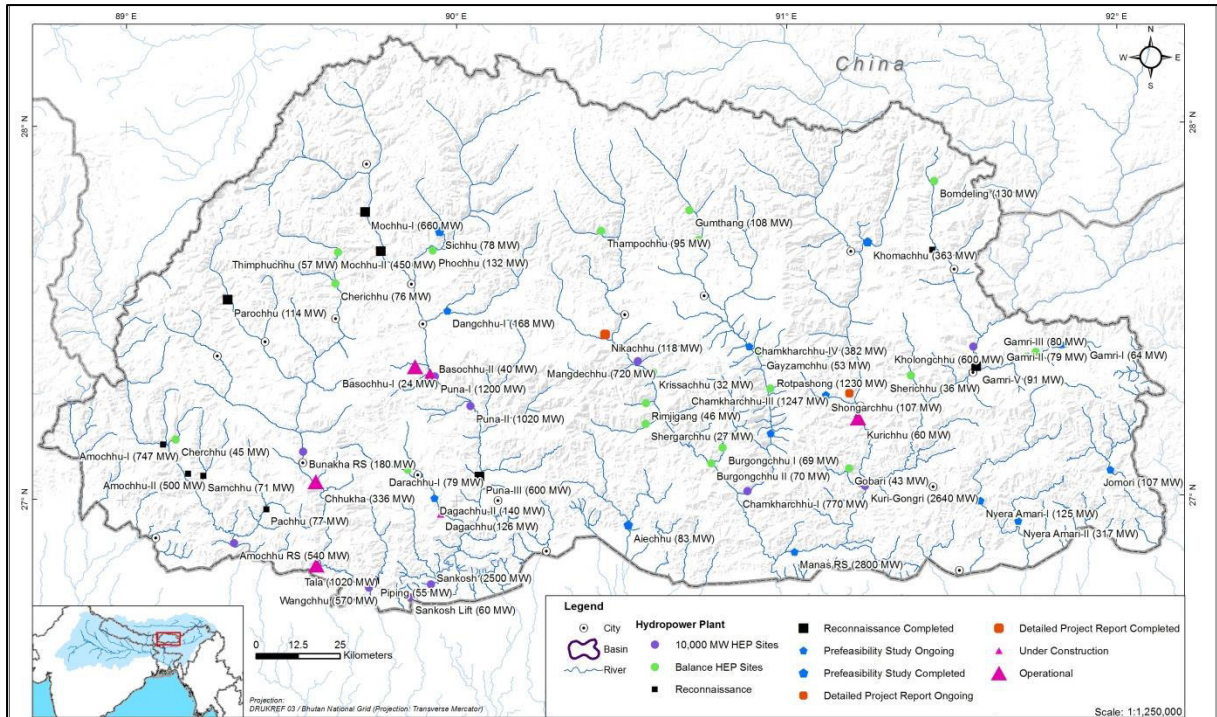 89° E
90° E
91° E
92° E
N
W E
S
China
28° N
28° N
Bomdeling (130 MW)
Mochhu-I (660 MW)
Gumthang (108 MW)
Sichhu (78 MW)
Thampochhu (95 MW)
Khomachhu (363 MW)
Thimphuchhu (57 MW)
Mochhu-II (450 MW)
Phochhu (132 MW)
Cherichhu (76 MW)
Parochhu (114 MW)
Dangchhu-I (168 MW)
Nikachhu (118 MW)
Gamri-III (80 MW)
Chamkharchhu-IV (382 MW)
Kholongchhu (600 MW)
Gamri-II (79 MW)
Gamri-I (64 MW)
Basochhu-II (40 MW)
Mangdechhu (720 MW)
Gayzamchhu (53 MW)
Basochhu-I (24 MW)
Puna-I (1200 MW)
Krissachhu (32 MW)
Rotpashong (1230 MW)
Sherichhu (36 MW)
Gamri-V (91 MW)
Chamkharchhu-III (1247 MW)
Puna-II (1020 MW)
Rimjigang (46 MW)
Shongarchhu (107 MW)
Shergarchhu (27 MW)
Kurichhu (60 MW)
Amochhu-I (747 MW)
Cherchhu (45 MW)
Bunakha RS (180 MW)
Burgongchhu I (69 MW)
Burgongchhu II (70 MW)
Gobari (43 MW)
27° N
27° N
Amochhu-II (500 MW)
Samchhu (71 MW)
Darachhu-I (79 MW)
Puna-III (600 MW)
Chhukha (336 MW)
Jomori (107 MW)
Dagachhu-II (140 MW)
Chamkharchhu-I (770 MW)
Kuri-Gongri (2640 MW)
Pachhu (77 MW)
Dagachhu(126 MW)
Nyera Amari-I (125 MW)
Aiechhu (83 MW)
Nyera Amari-II (317 MW)
Amochhu RS (540 MW)
Manas RS (2800 MW)
Tala (1020 MW)
Sankosh (2500 MW)
Wangchhu (570 MW)
Piping (55 MW)
Sankosh Lift (60 MW)
0 12.5 25
Kilometers
Projection:
DRUKREF 03 / Bhutan National Grid (Projection: Transverse Mercator)
Legend
City
Basin
River
Hydropower Plant
10,000 MW HEP Sites
Balance HEP Sites
Reconnaissance
Reconnaissance Completed
Prefeasibility Study Ongoing
Prefeasibility Study Completed
Detailed Project Report Ongoing
Detailed Project Report Completed
Under Construction
Operational
Scale: 1:1,250,000